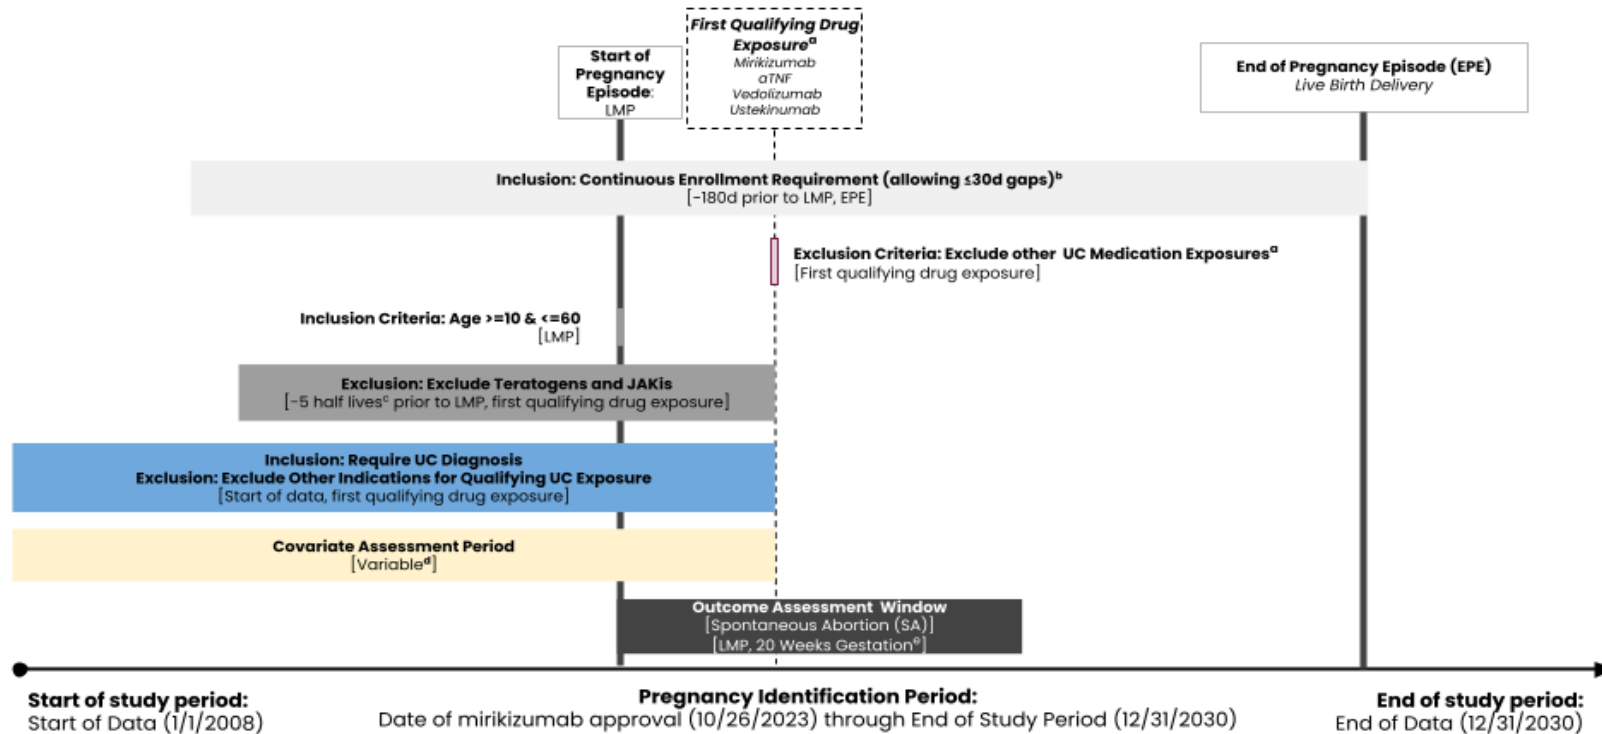 First Qualifying Drug
Exposureᵃ
Mirikizumab
aTNF
Vedolizumab
Ustekinumab
Start of
Pregnancy
Episode:
LMP
End of Pregnancy Episode (EPE)
Live Birth Delivery
Inclusion: Continuous Enrollment Requirement (allowing ≤30d gaps)ᵇ
[-180d prior to LMP, EPE]
Exclusion Criteria: Exclude other UC Medication Exposuresᵃ
[First qualifying drug exposure]
Inclusion Criteria: Age >=10 & <=60
[LMP]
Exclusion: Exclude Teratogens and JAKis
[-5 half livesᶜ prior to LMP, first qualifying drug exposure]
Inclusion: Require UC Diagnosis
Exclusion: Exclude Other Indications for Qualifying UC Exposure
[Start of data, first qualifying drug exposure]
Covariate Assessment Period
[Variableᵈ]
Outcome Assessment Window
[Spontaneous Abortion (SA)]
[LMP, 20 Weeks Gestationᵉ]
Start of study period:
Start of Data (1/1/2008)
Pregnancy Identification Period:
Date of mirikizumab approval (10/26/2023) through End of Study Period (12/31/2030)
End of study period:
End of Data (12/31/2030)